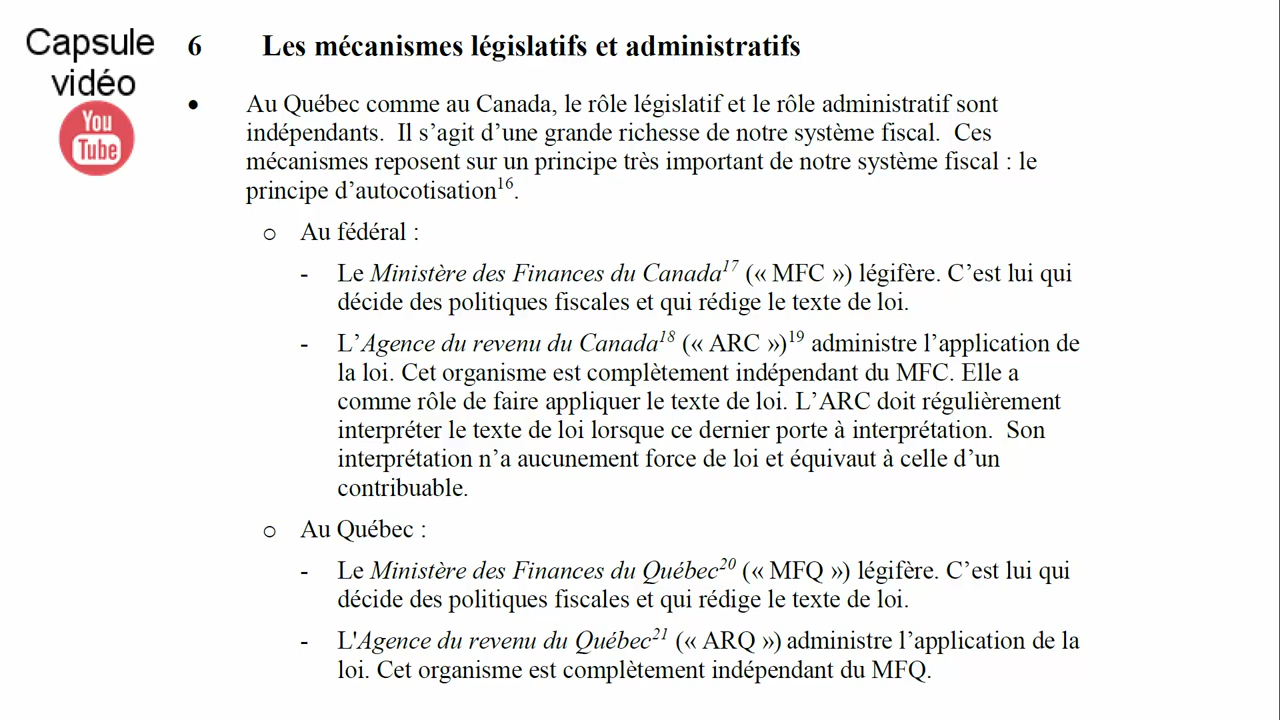 Capsule
vidéo
You
Tube
6 Les mécanismes législatifs et administratifs
• Au Québec comme au Canada, le rôle législatif et le rôle administratif sont
indépendants. Il s’agit d’une grande richesse de notre système fiscal. Ces
mécanismes reposent sur un principe très important de notre système fiscal : le
principe d’autocotisation16.
o Au fédéral :
- Le Ministère des Finances du Canada17 (« MFC ») légifère. C’est lui qui
décide des politiques fiscales et qui rédige le texte de loi.
- L’Agence du revenu du Canada18 (« ARC »)19 administre l’application de
la loi. Cet organisme est complètement indépendant du MFC. Elle a
comme rôle de faire appliquer le texte de loi. L’ARC doit régulièrement
interpréter le texte de loi lorsque ce dernier porte à interprétation. Son
interprétation n’a aucunement force de loi et équivaut à celle d’un
contribuable.
o Au Québec :
- Le Ministère des Finances du Québec20 (« MFQ ») légifère. C’est lui qui
décide des politiques fiscales et qui rédige le texte de loi.
- L'Agence du revenu du Québec21 (« ARQ ») administre l’application de la
loi. Cet organisme est complètement indépendant du MFQ.